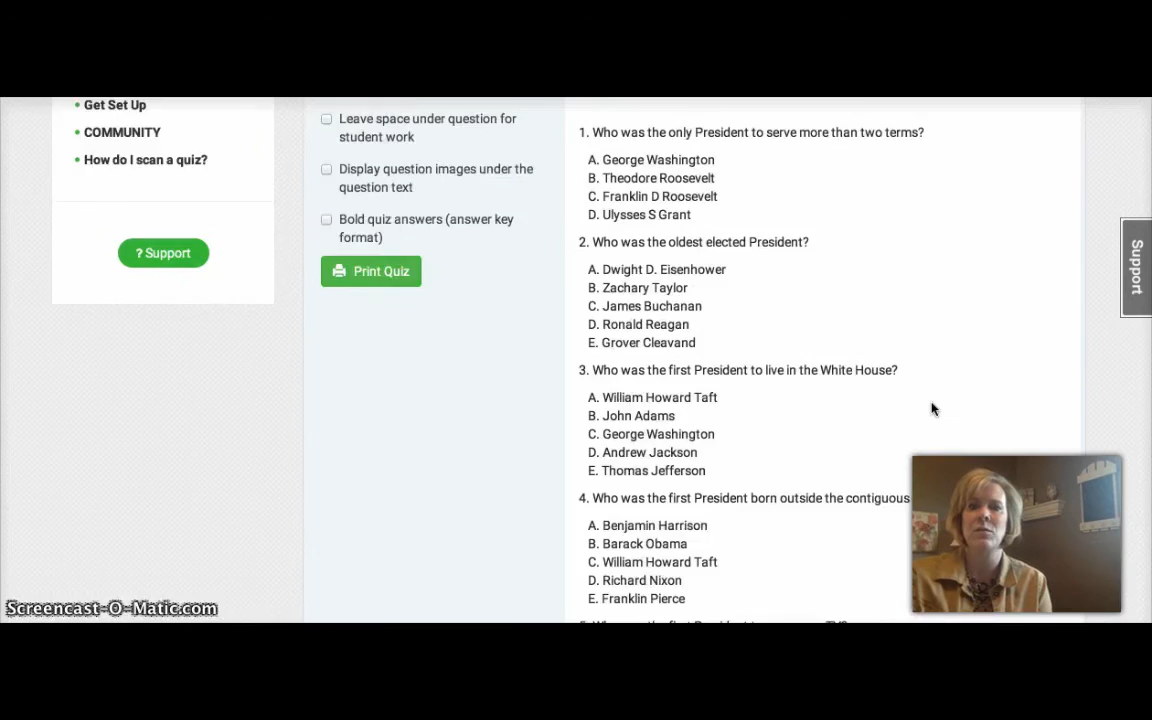 Get Set Up
COMMUNITY
How do I scan a quiz?
? Support
Leave space under question for
student work
Display question images under the
question text
Bold quiz answers (answer key
format)
Print Quiz
1. Who was the only President to serve more than two terms?
A. George Washington
B. Theodore Roosevelt
C. Franklin D Roosevelt
D. Ulysses S Grant
2. Who was the oldest elected President?
A. Dwight D. Eisenhower
B. Zachary Taylor
C. James Buchanan
D. Ronald Reagan
E. Grover Cleavand
3. Who was the first President to live in the White House?
A. William Howard Taft
B. John Adams
C. George Washington
D. Andrew Jackson
E. Thomas Jefferson
4. Who was the first President born outside the contiguous
A. Benjamin Harrison
B. Barack Obama
C. William Howard Taft
D. Richard Nixon
E. Franklin Pierce
Support
Screencast-O-Matic.com